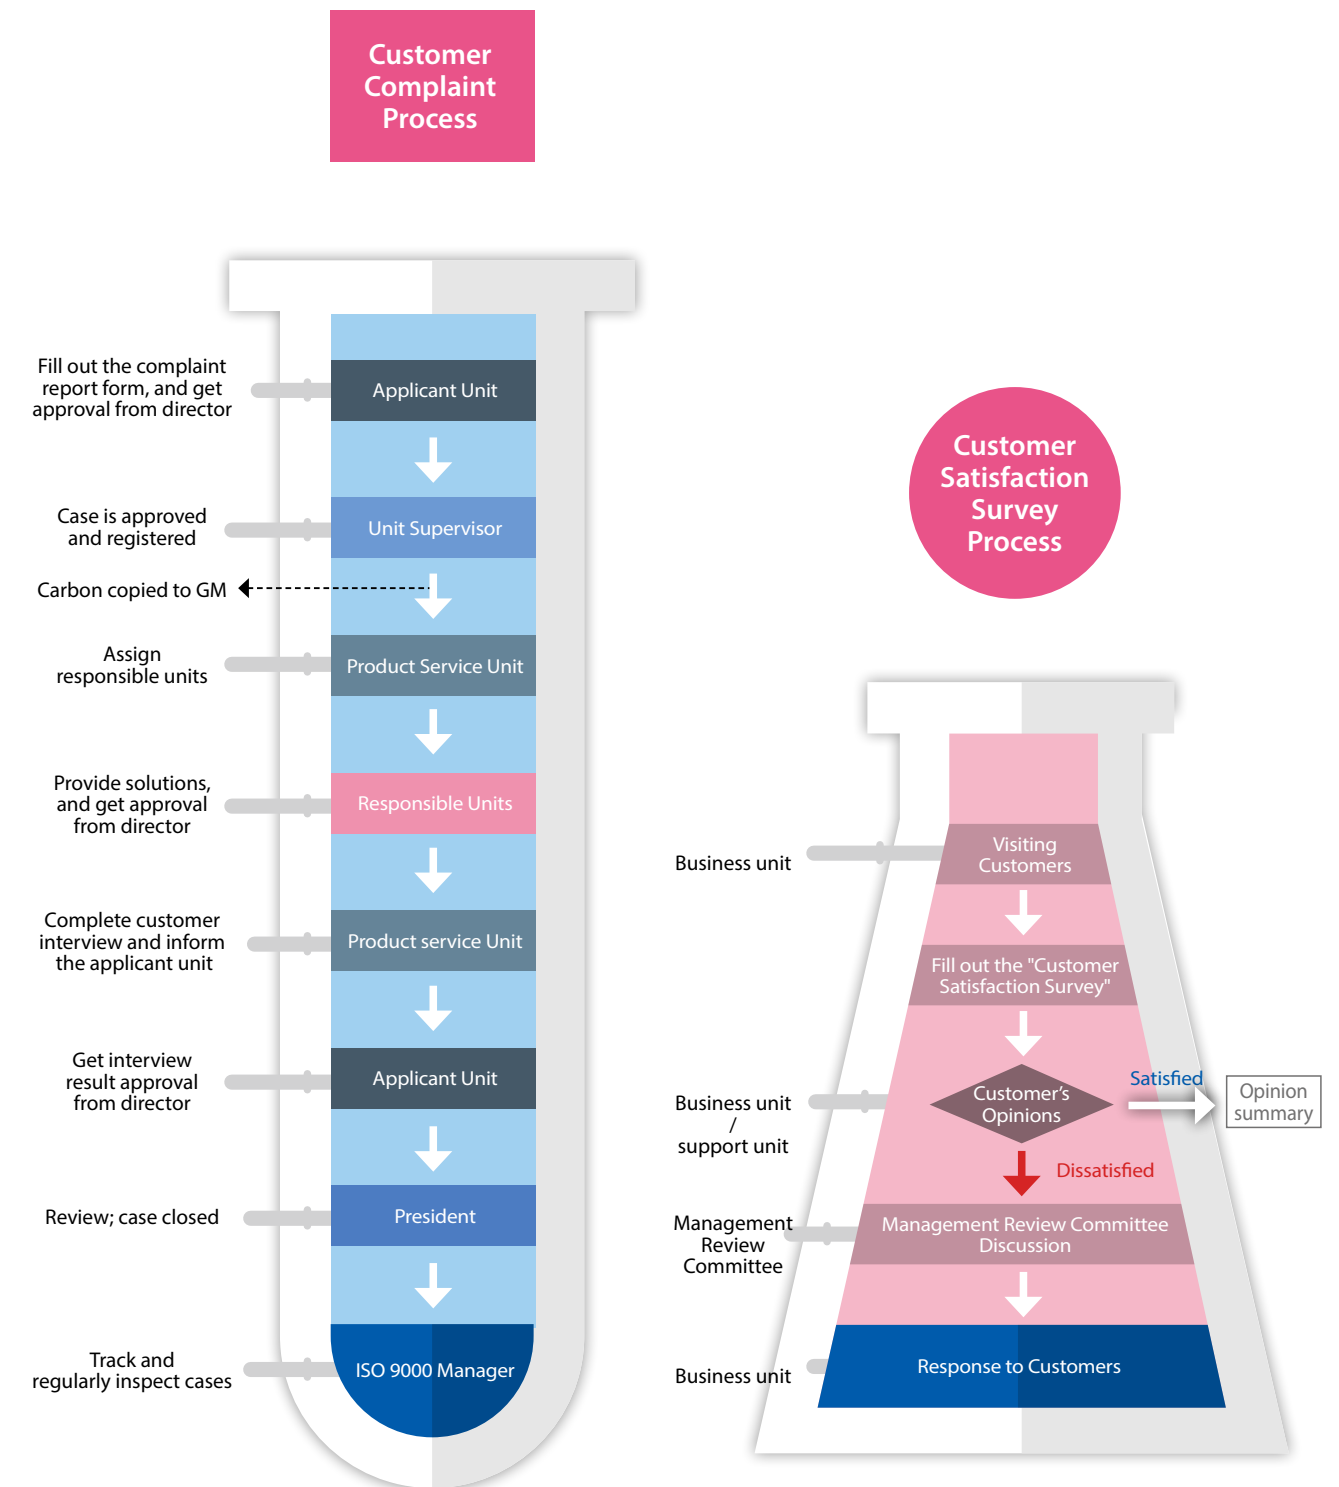 Customer
Complaint
Process
Fill out the complaint
report form, and get
approval from director
Applicant Unit
Case is approved
and registered
Unit Supervisor
Carbon copied to GM
Assign
responsible units
Product Service Unit
Provide solutions,
and get approval
from director
Responsible Units
Complete customer
interview and inform
the applicant unit
Product service Unit
Get interview
result approval
from director
Applicant Unit
Review; case closed
President
Track and
regularly inspect cases
ISO 9000 Manager
Customer
Satisfaction
Survey
Process
Business unit
Visiting
Customers
Fill out the "Customer
Satisfaction Survey"
Business unit
/
support unit
Customer's
Opinions
Satisfied
Opinion
summary
Dissatisfied
Management
Review
Committee
Management Review Committee
Discussion
Business unit
Response to Customers